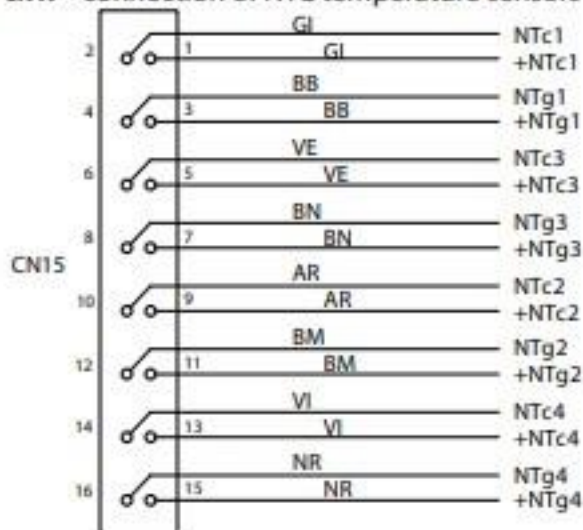 GI NTc1
2 1 GI +NTc1
BB NTg1
4 3 BB +NTg1
VE NTc3
6 5 VE +NTc3
BN NTg3
8 7 BN +NTg3
CN15
AR NTc2
10 9 AR +NTc2
BM NTg2
12 11 BM +NTg2
VI NTc4
14 13 VI +NTc4
NR NTg4
16 15 NR +NTg4